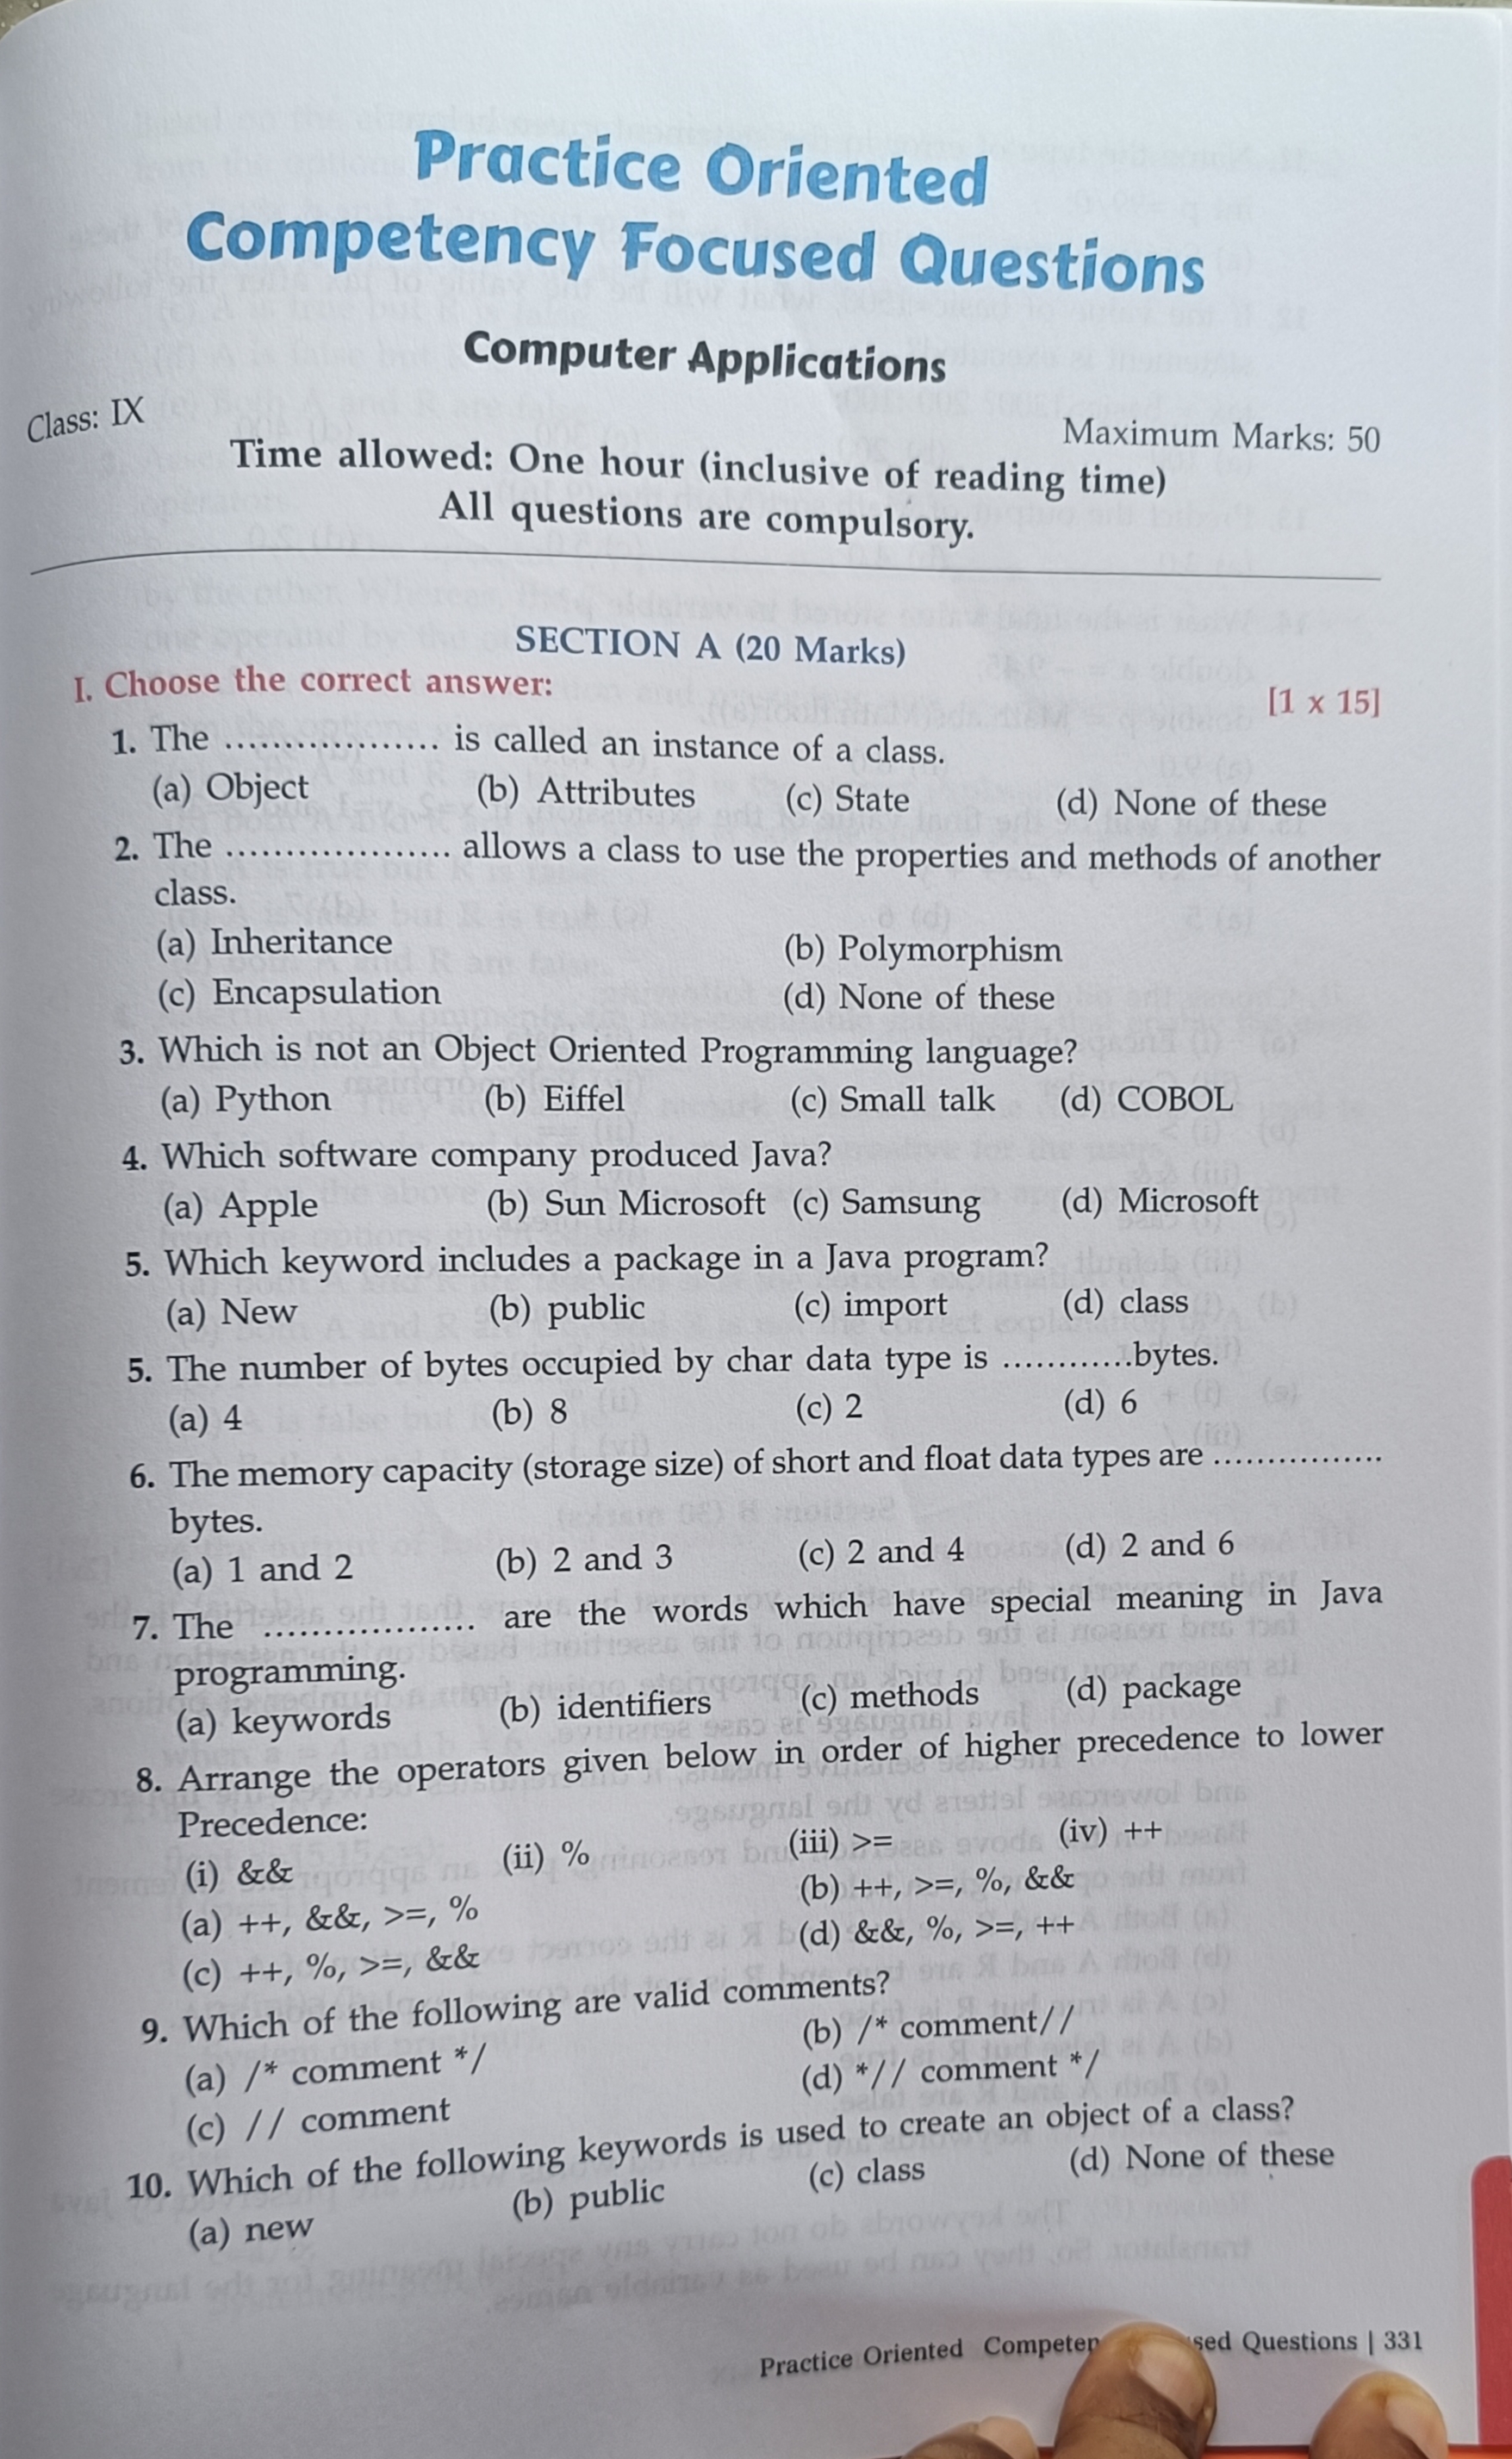 Practice Oriented
Competency Focused Questions
Computer Applications
Class: IX
Maximum Marks: 50
Time allowed: One hour (inclusive of reading time)
All questions are compulsory.
SECTION A (20 Marks)
I. Choose the correct answer:
[1 x 15]
1. The .................. is called an instance of a class.
(a) Object (b) Attributes (c) State (d) None of these
2. The ................... allows a class to use the properties and methods of another
class.
(a) Inheritance (b) Polymorphism
(c) Encapsulation (d) None of these
3. Which is not an Object Oriented Programming language?
(a) Python (b) Eiffel (c) Small talk (d) COBOL
4. Which software company produced Java?
(a) Apple (b) Sun Microsoft (c) Samsung (d) Microsoft
5. Which keyword includes a package in a Java program?
(a) New (b) public (c) import (d) class
5. The number of bytes occupied by char data type is ............bytes.
(a) 4 (b) 8 (c) 2 (d) 6
6. The memory capacity (storage size) of short and float data types are ................
bytes.
(a) 1 and 2 (b) 2 and 3 (c) 2 and 4 (d) 2 and 6
7. The .................. are the words which have special meaning in Java
programming.
(a) keywords (b) identifiers (c) methods (d) package
8. Arrange the operators given below in order of higher precedence to lower
Precedence:
(i) && (ii) % (iii) >= (iv) ++
(a) ++, &&, >=, % (b) ++, >=, %, &&
(c) ++, %, >=, && (d) &&, %, >=, ++
9. Which of the following are valid comments?
(a) /* comment */ (b) /* comment//
(c) // comment (d) *// comment */
10. Which of the following keywords is used to create an object of a class?
(a) new (b) public (c) class (d) None of these
Practice Oriented Questions | 331